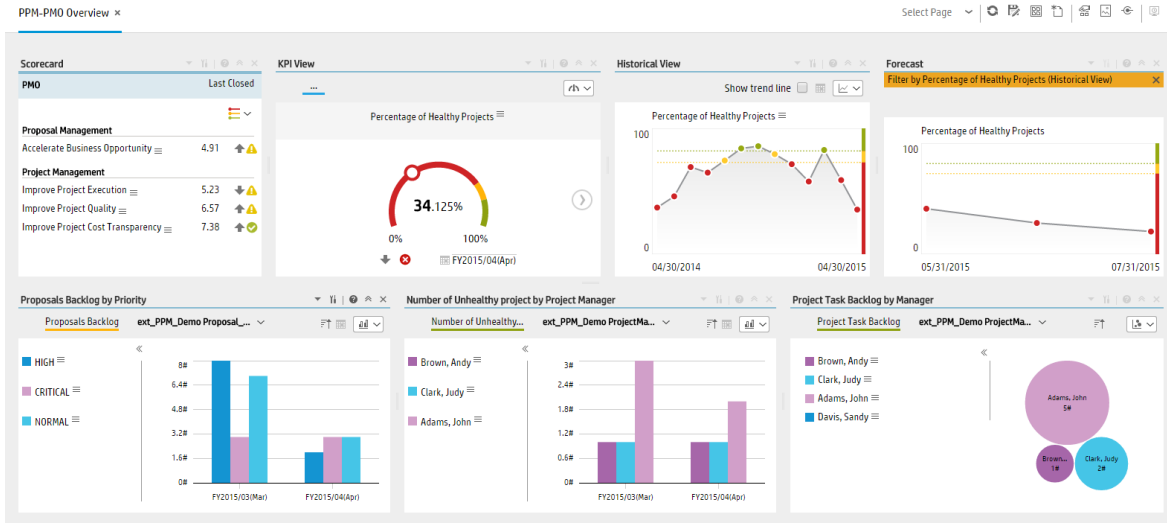 PPM-PMO Overview ×
Select Page
Scorecard
PMO Last Closed
Proposal Management
Accelerate Business Opportunity 4.91
Project Management
Improve Project Execution 5.23
Improve Project Quality 6.57
Improve Project Cost Transparency 7.38
KPI View
...
Percentage of Healthy Projects
34.125%
0% 100%
FY2015/04(Apr)
Historical View
Show trend line
Percentage of Healthy Projects
100
0
04/30/2014 04/30/2015
Forecast
Filter by Percentage of Healthy Projects (Historical View) ×
Percentage of Healthy Projects
100
0
05/31/2015 07/31/2015
Proposals Backlog by Priority
Proposals Backlog ext_PPM_Demo Proposal_...
HIGH
CRITICAL
NORMAL
8#
6.4#
4.8#
3.2#
1.6#
0#
FY2015/03(Mar) FY2015/04(Apr)
Number of Unhealthy project by Project Manager
Number of Unhealthy... ext_PPM_Demo ProjectMa...
Brown, Andy
Clark, Judy
Adams, John
3#
2.4#
1.8#
1.2#
0.6#
0#
FY2015/03(Mar) FY2015/04(Apr)
Project Task Backlog by Manager
Project Task Backlog ext_PPM_Demo ProjectMa...
Brown, Andy
Clark, Judy
Adams, John
Davis, Sandy
Adams, John
5#
Brown...
1#
Clark, Judy
2#